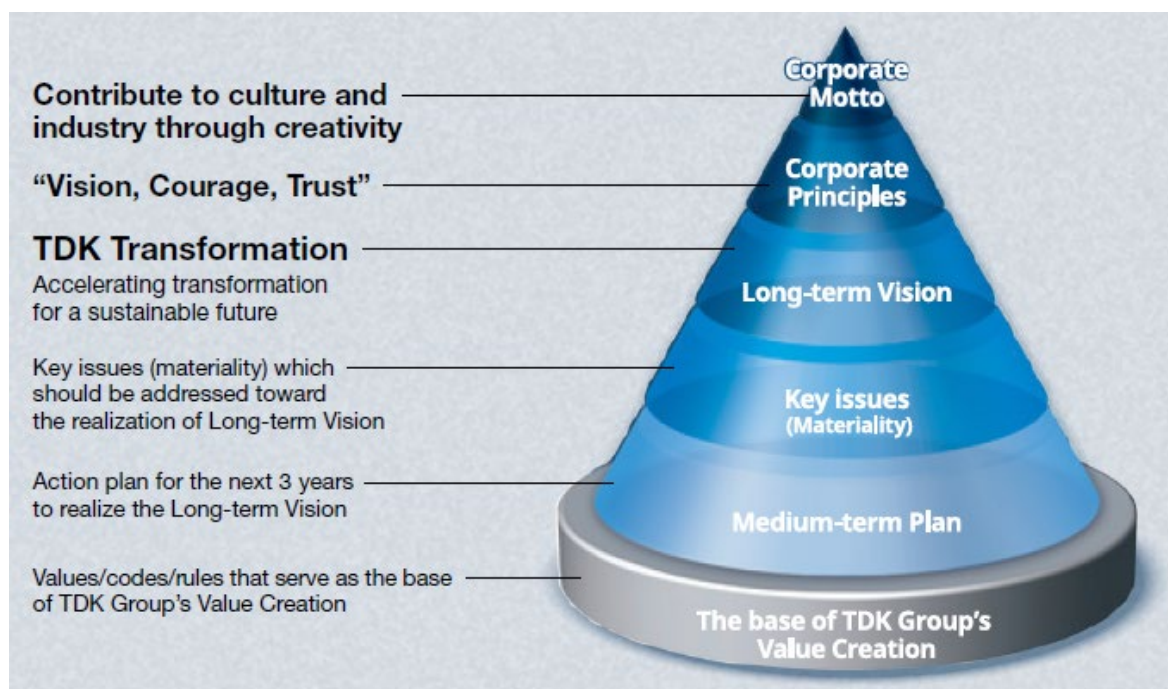 Contribute to culture and
industry through creativity
“Vision, Courage, Trust”
TDK Transformation
Accelerating transformation
for a sustainable future
Key issues (materiality) which
should be addressed toward
the realization of Long-term Vision
Action plan for the next 3 years
to realize the Long-term Vision
Values/codes/rules that serve as the base
of TDK Group’s Value Creation
Corporate
Motto
Corporate
Principles
Long-term Vision
Key issues
(Materiality)
Medium-term Plan
The base of TDK Group’s
Value Creation